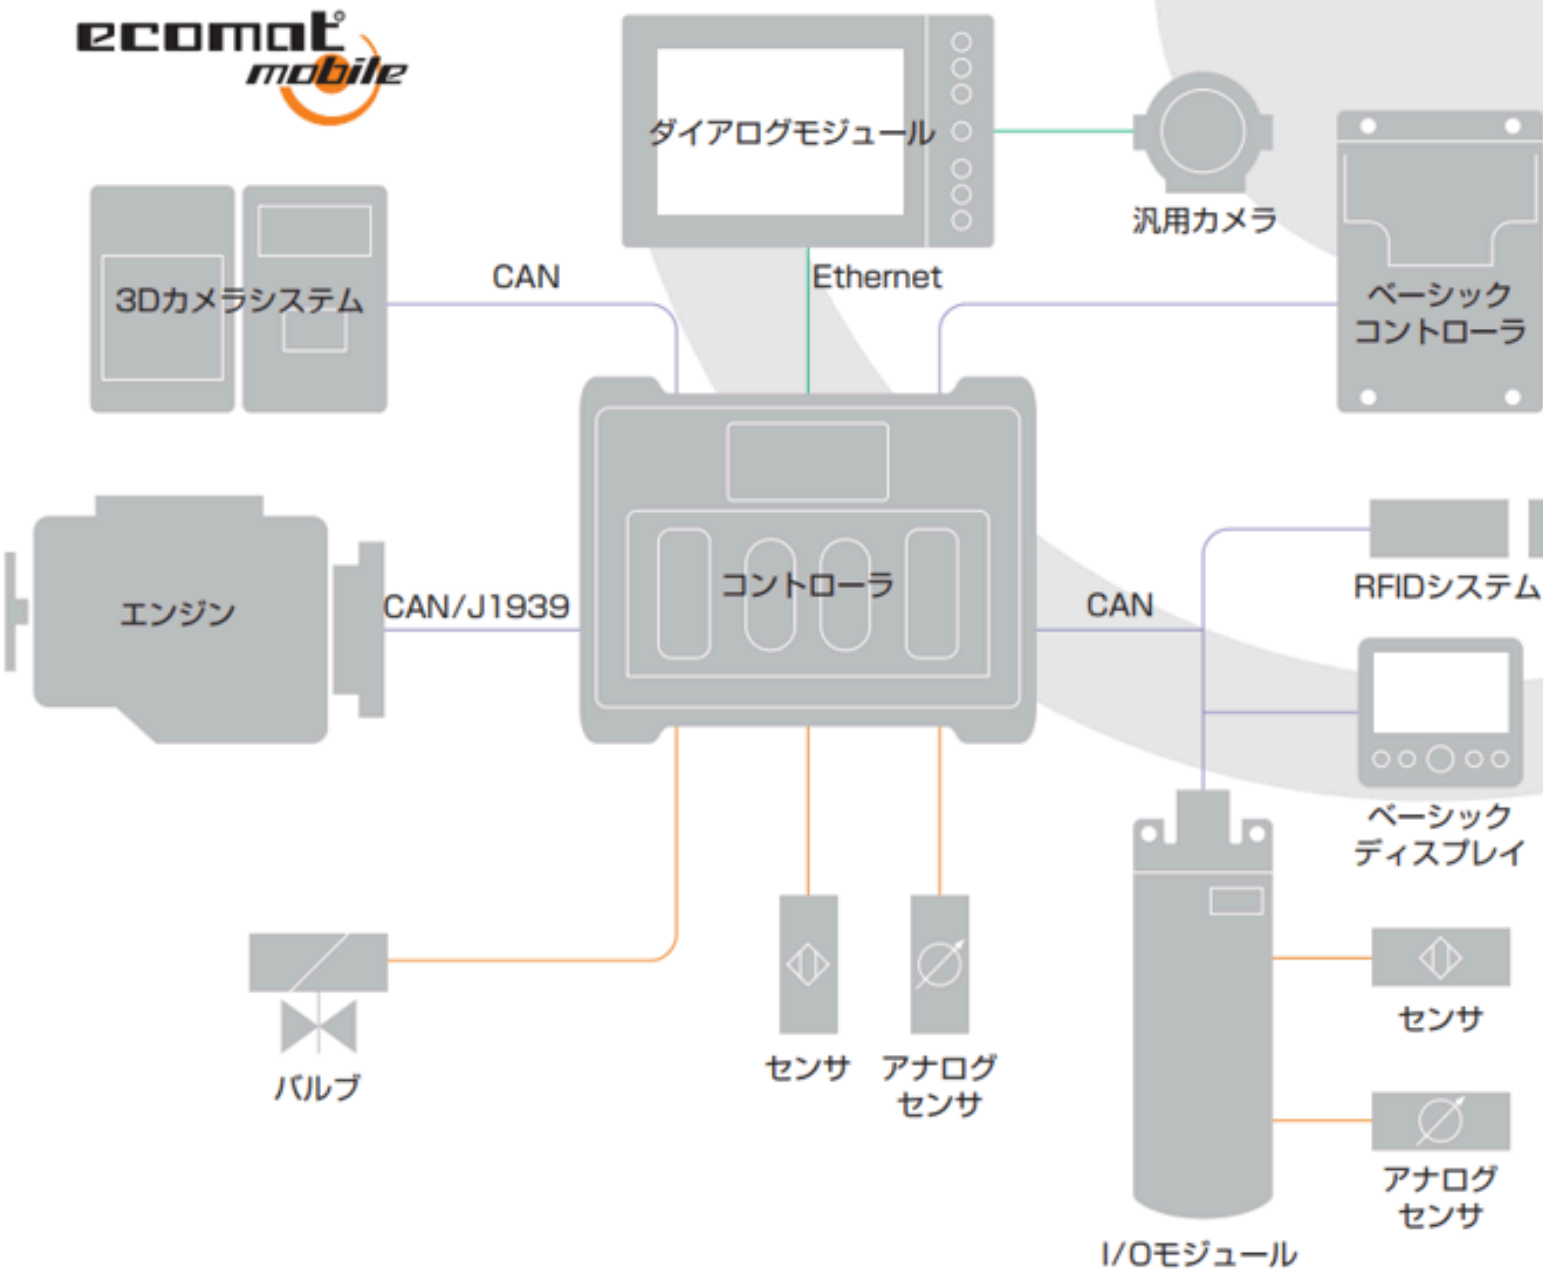 ecomat
mobile
ダイアログモジュール
汎用カメラ
CAN
Ethernet
3Dカメラシステム
ベーシック
コントローラ
コントローラ
エンジン
CAN/J1939
CAN
RFIDシステム
ベーシック
ディスプレイ
バルブ
センサ
アナログ
センサ
センサ
アナログ
センサ
I/Oモジュール